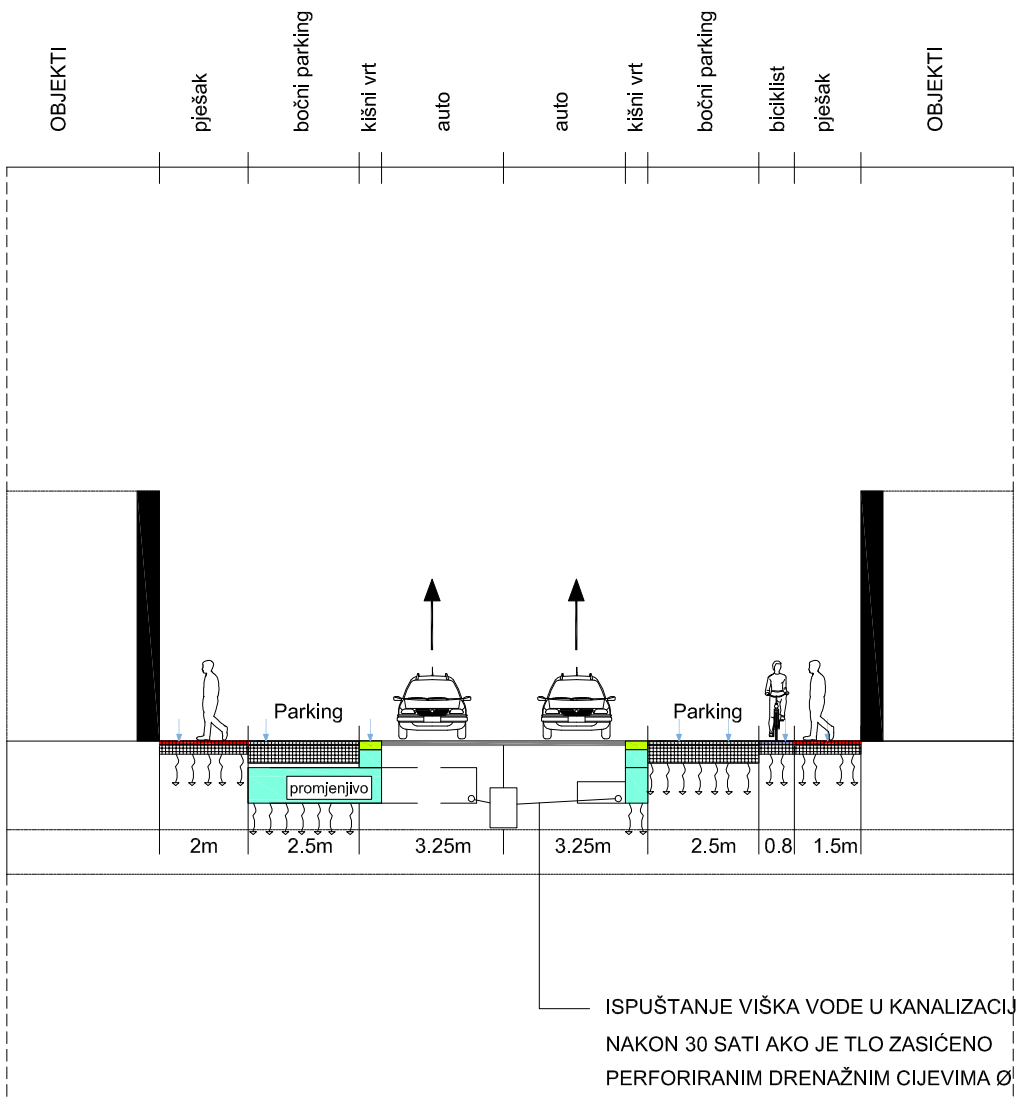 OBJEKTI
pješak
bočni parking
kišni vrt
auto
auto
kišni vrt
bočni parking
biciklist
pješak
OBJEKTI
Parking
Parking
promjenjivo
2m
2.5m
3.25m
3.25m
2.5m
0.8
1.5m
ISPUŠTANJE VIŠKA VODE U KANALIZACIJ
NAKON 30 SATI AKO JE TLO ZASIĆENO
PERFORIRANIM DRENAŽNIM CIJEVIMA Ø